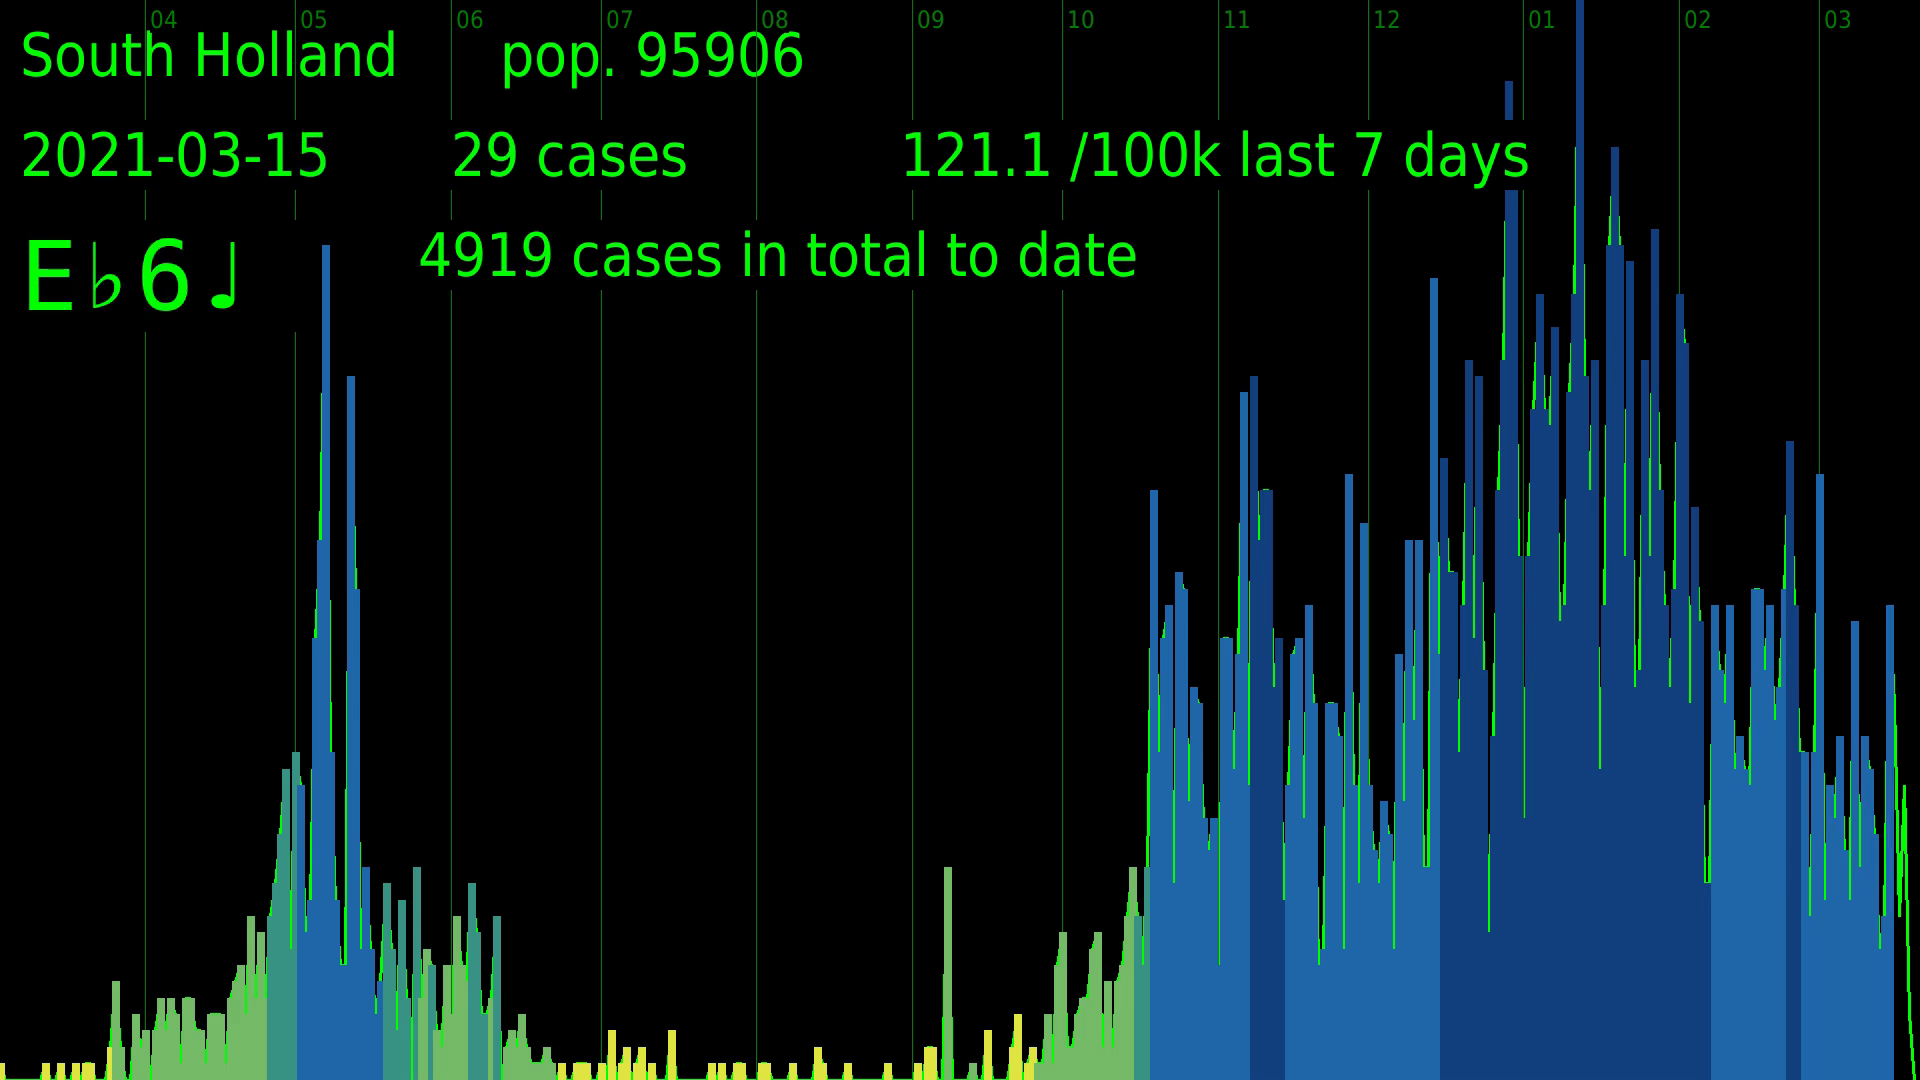 04 05 06 07 08 09 10 11 12 01 02 03
South Holland pop. 95906
2021-03-15 29 cases 121.1 /100k last 7 days
E♭6♩ 4919 cases in total to date